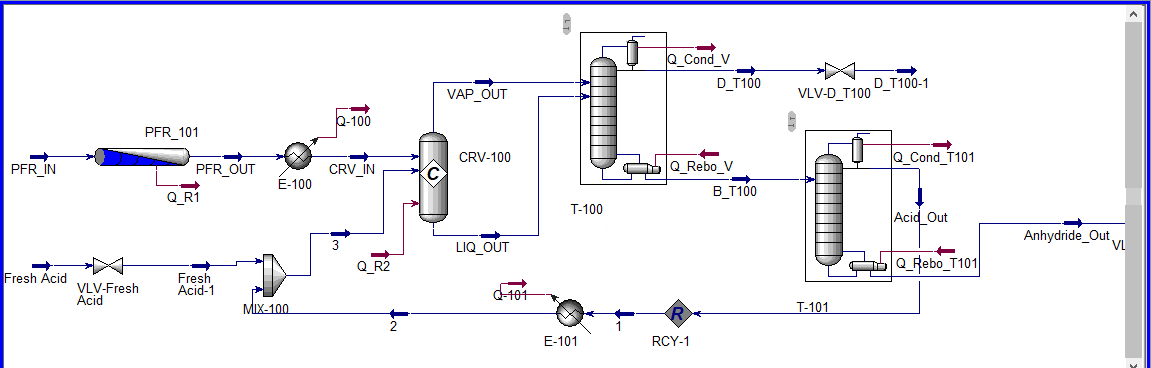 LT
Q_Cond_V
VAP_OUT
D_T100
VLV-D_T100
D_T100-1
Q-100
LT
PFR_101
CRV-100
Q_Cond_T101
PFR_IN
PFR_OUT
E-100
CRV_IN
C
Q_Rebo_V
B_T100
Q_R1
T-100
Acid_Out
3
LIQ_OUT
Anhydride_Out
VL
Q_R2
Q_Rebo_T101
Fresh Acid
VLV-Fresh
Acid
Fresh
Acid-1
MIX-100
Q-101
T-101
2
1
R
E-101
RCY-1